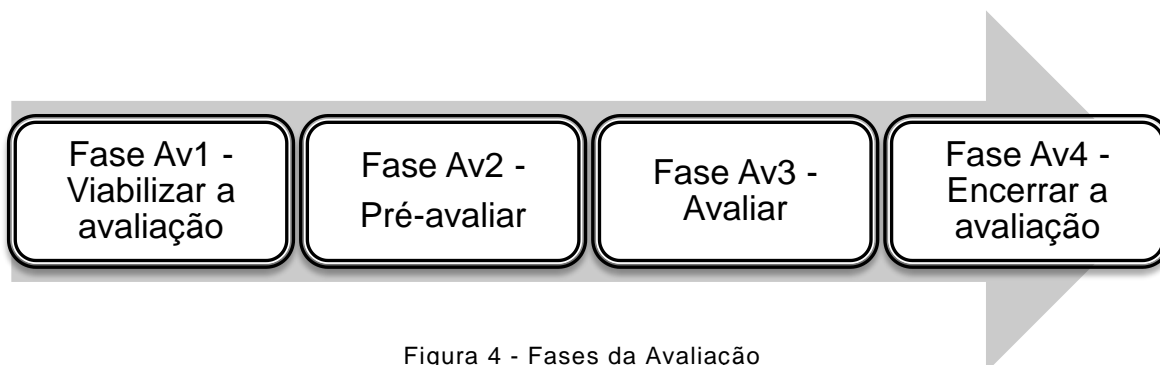 Fase Av1 -
Viabilizar a
avaliação
Fase Av2 -
Pré-avaliar
Fase Av3 -
Avaliar
Fase Av4 -
Encerrar a
avaliação
Figura 4 - Fases da Avaliação